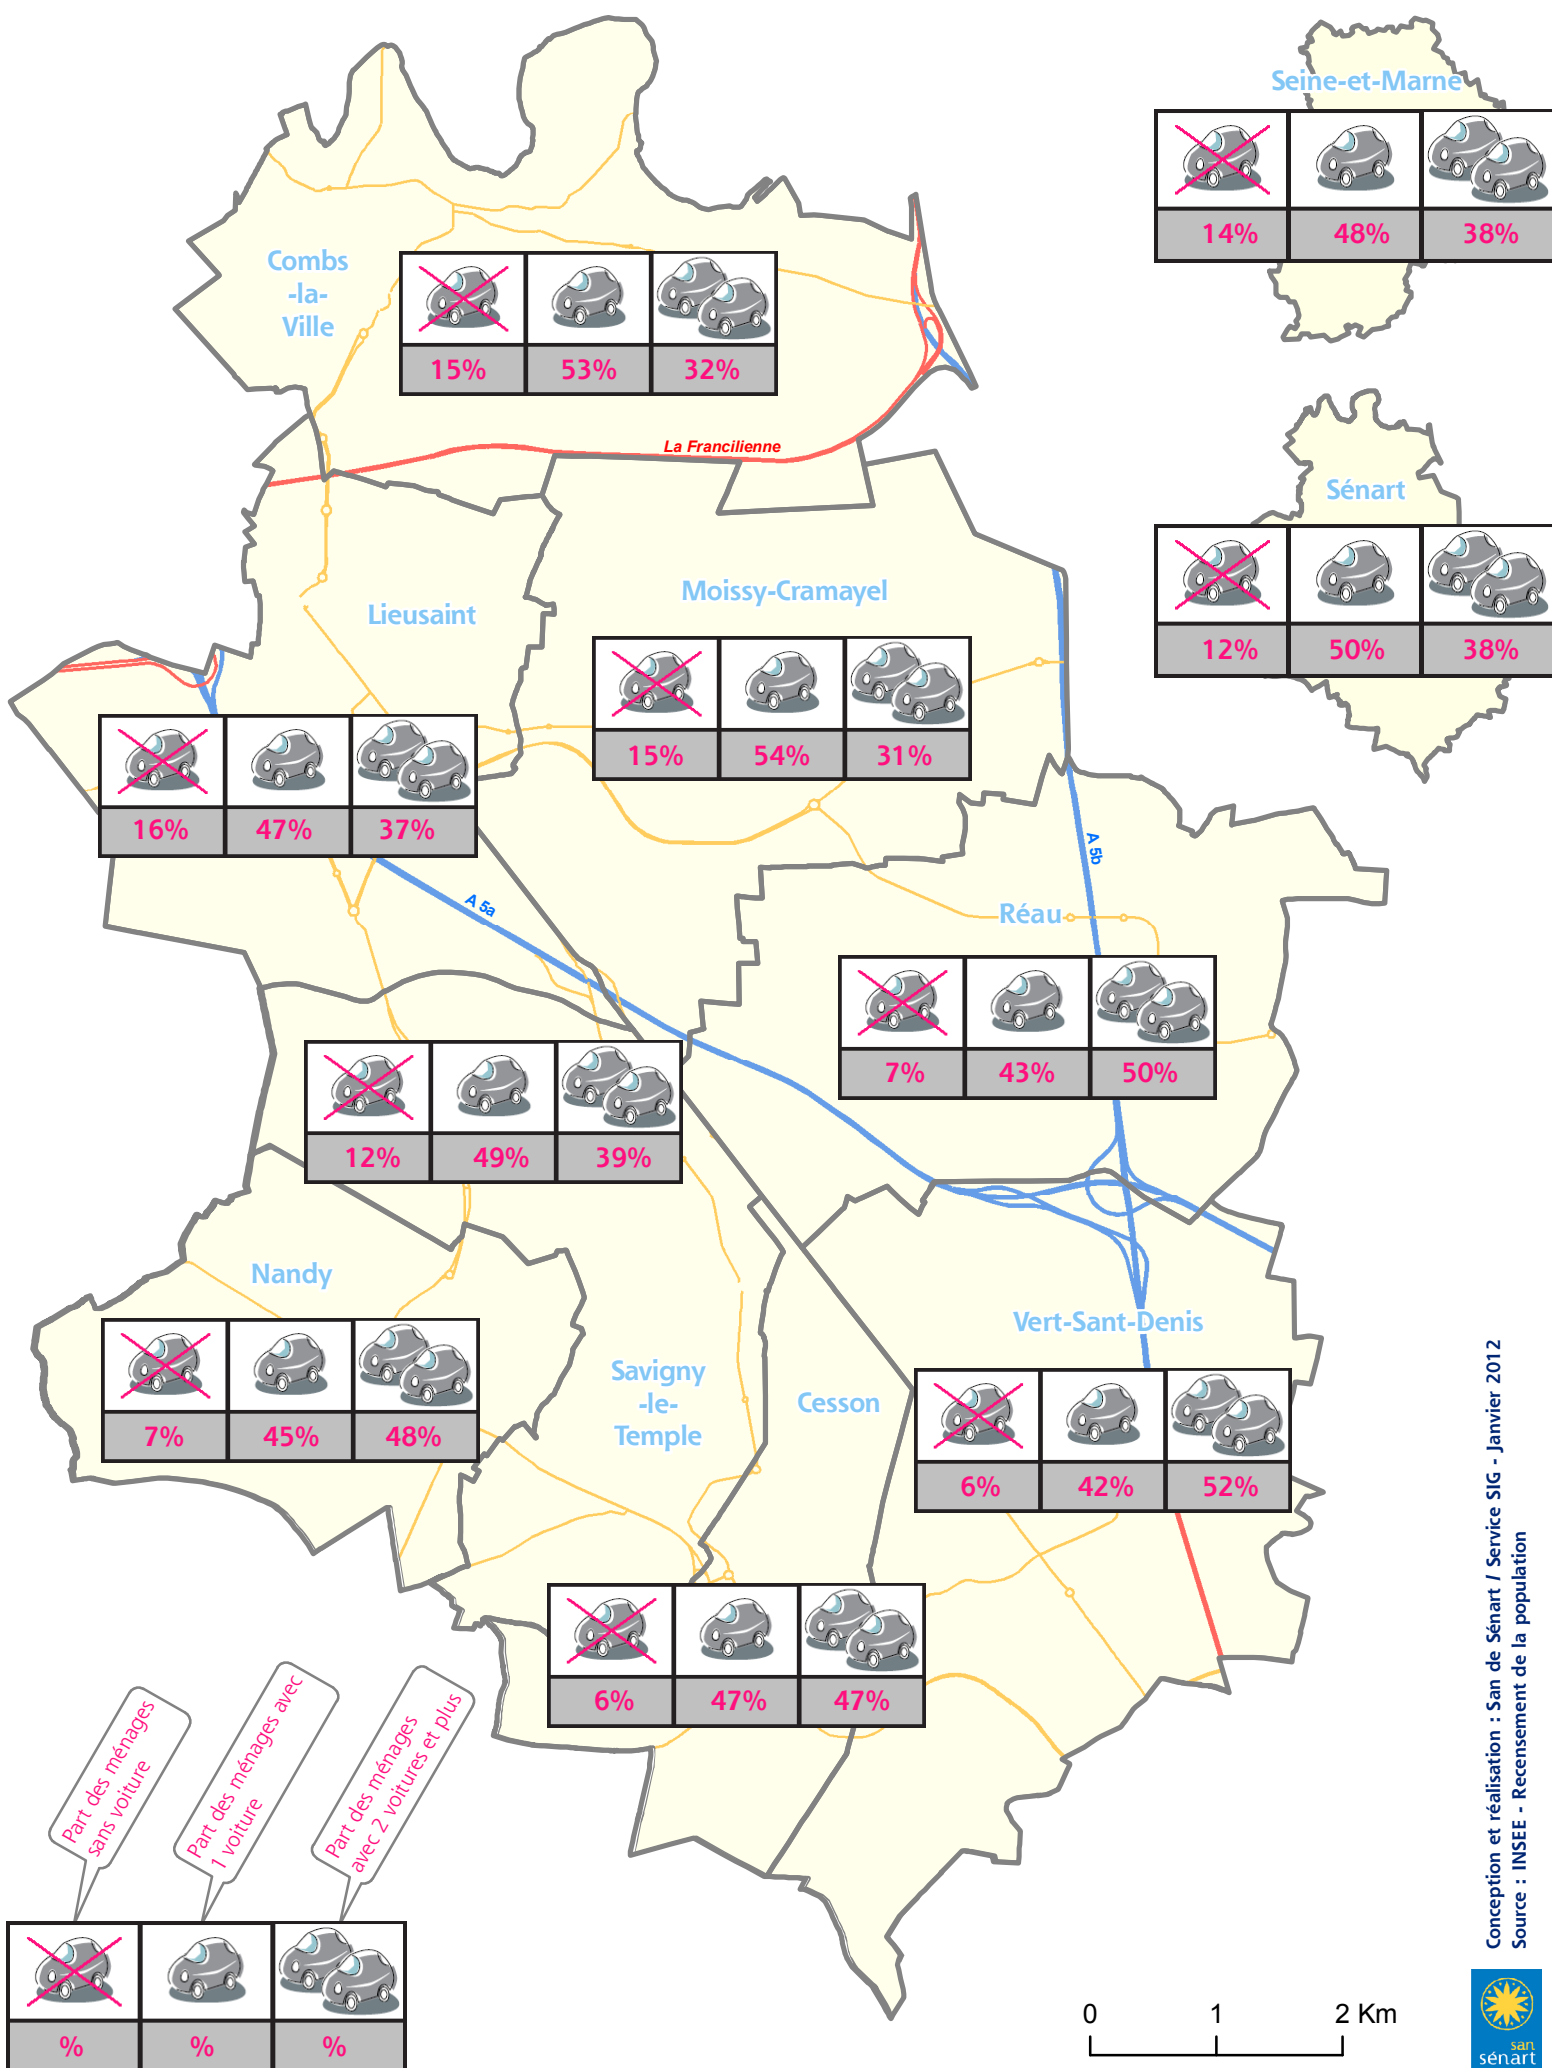 Seine-et-Marne
14% 48% 38%
Combs
-la-
Ville
15% 53% 32%
La Francilienne
Sénart
12% 50% 38%
Moissy-Cramayel
15% 54% 31%
Lieusaint
16% 47% 37%
A 5b
A 5a
Réau
7% 43% 50%
12% 49% 39%
Nandy
7% 45% 48%
Savigny
-le-
Temple
Cesson
Vert-Sant-Denis
6% 42% 52%
6% 47% 47%
Part des ménages
sans voiture
Part des ménages avec
1 voiture
Part des ménages
avec 2 voitures et plus
% % %
0 1 2 Km
Conception et réalisation : San de Sénart / Service SIG - Janvier 2012
Source : INSEE - Recensement de la population
san
sénart